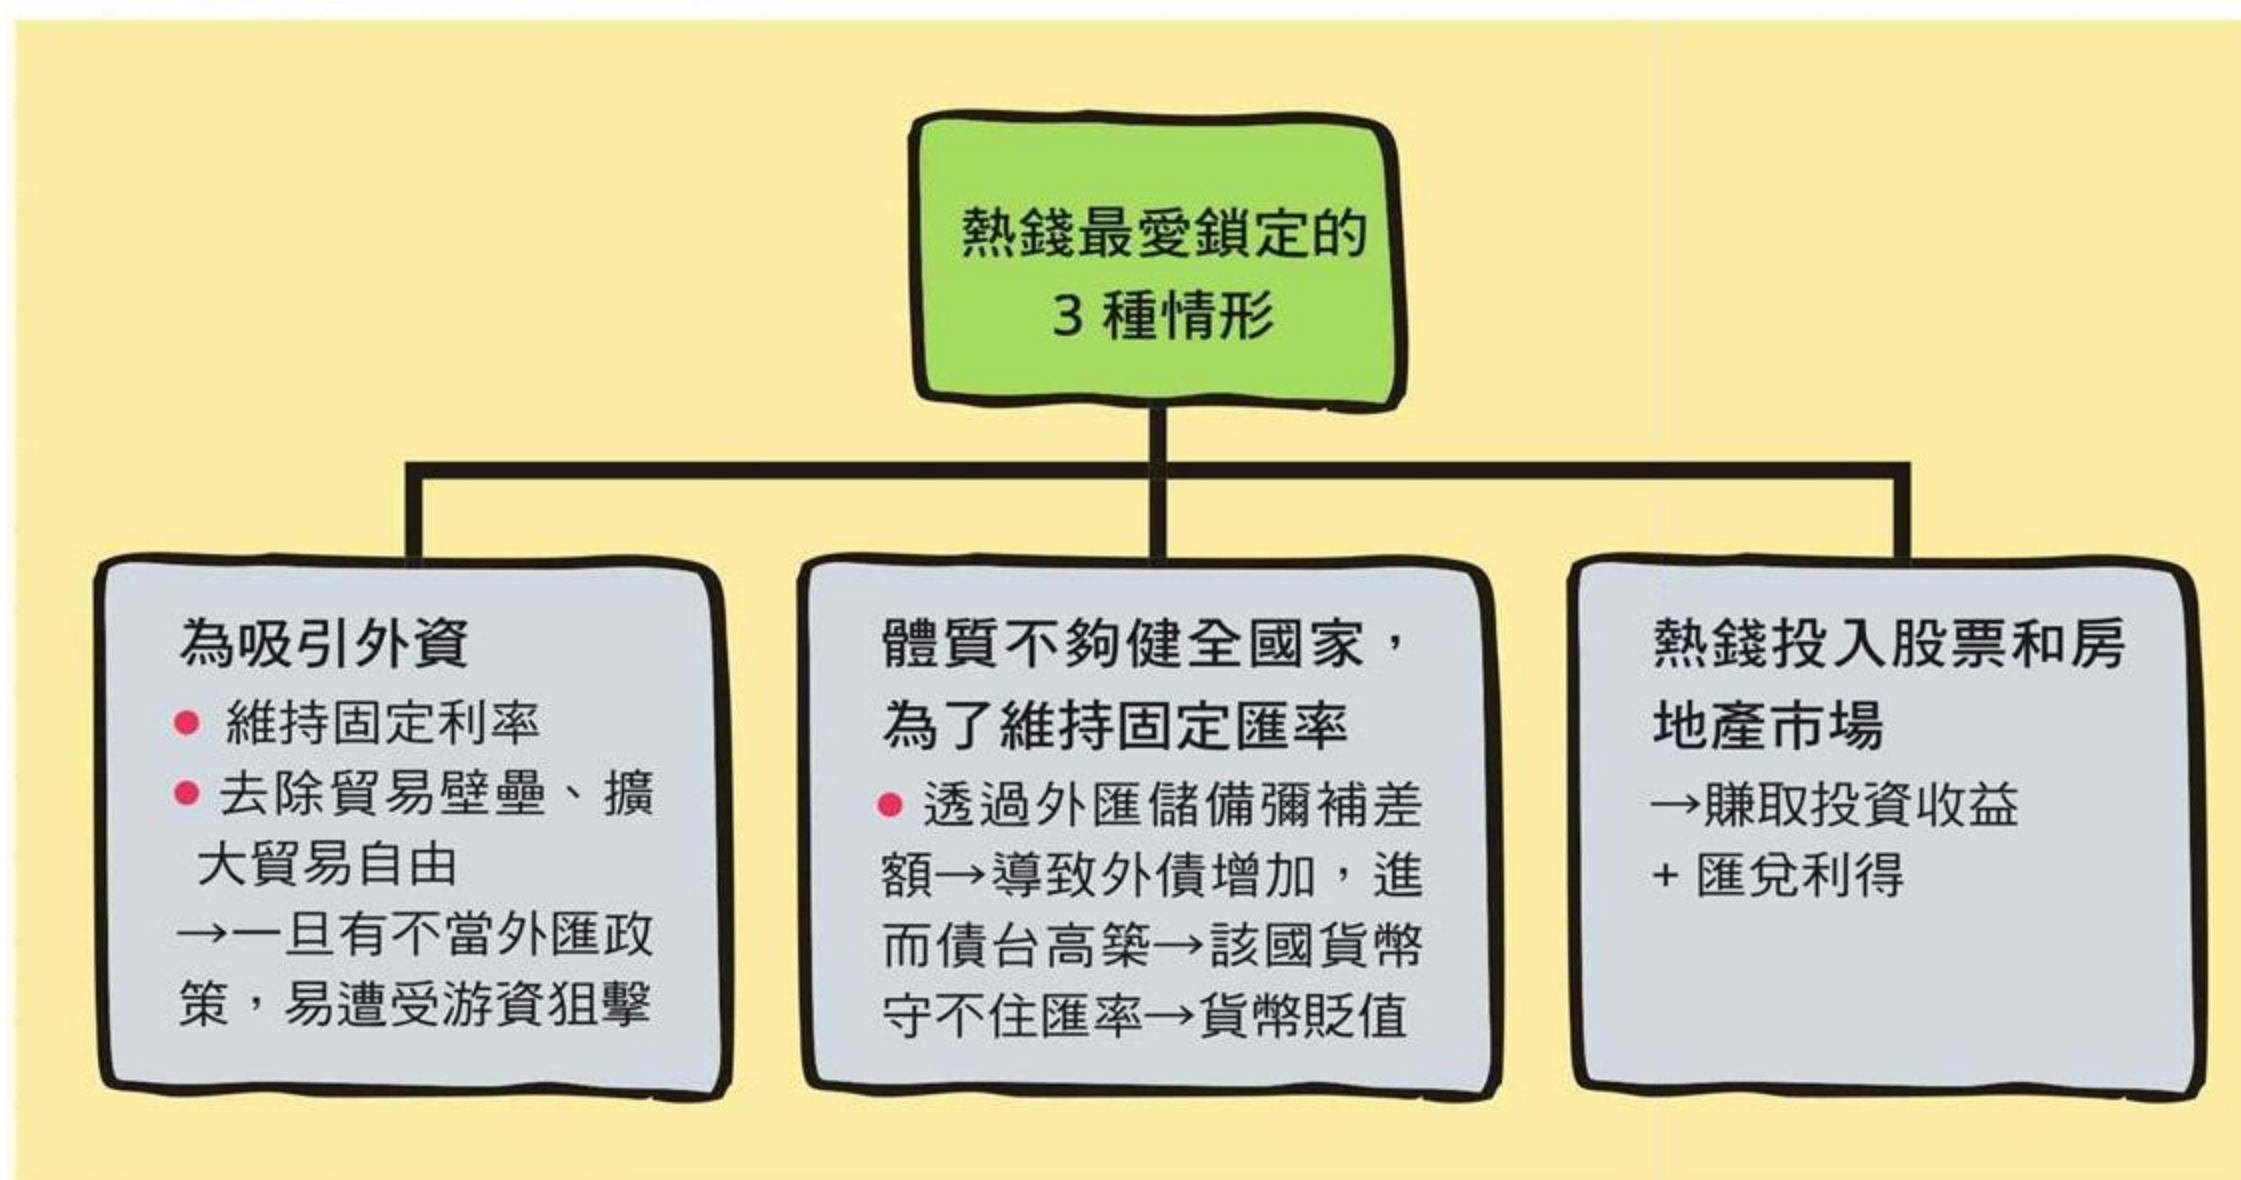 熱錢最愛鎖定的
3 種情形
為吸引外資
● 維持固定利率
● 去除貿易壁壘、擴
大貿易自由
→一旦有不當外匯政
策，易遭受游資狙擊
體質不夠健全國家，
為了維持固定匯率
● 透過外匯儲備彌補差
額→導致外債增加，進
而債台高築→該國貨幣
守不住匯率→貨幣貶值
熱錢投入股票和房
地產市場
→賺取投資收益
+ 匯兌利得